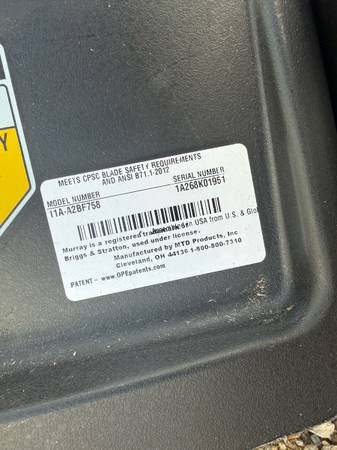 Y
MEETS CPSC BLADE SAFETY REQUIREMENTS
AND ANSI B71.1-2012
MODEL NUMBER SERIAL NUMBER
11A-A2BF758 1A268K01951
USA from U.S. & Glo
Murray is a registered trademark of
Briggs & Stratton, used under license.
Manufactured by MTD Products, Inc
Cleveland, OH 44136 1-800-800-7310
PATENT - www.OPEpatents.com